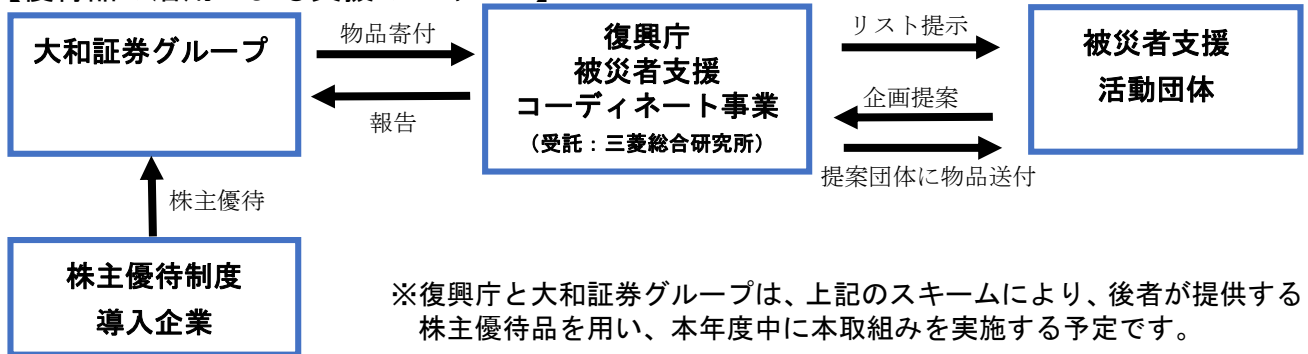 大和証券グループ
物品寄付
報告
復興庁
被災者支援
コーディネート事業
（受託：三菱総合研究所）
リスト提示
企画提案
提案団体に物品送付
被災者支援
活動団体
株主優待
株主優待制度
導入企業
※復興庁と大和証券グループは、上記のスキームにより、後者が提供する
株主優待品を用い、本年度中に本取組みを実施する予定です。